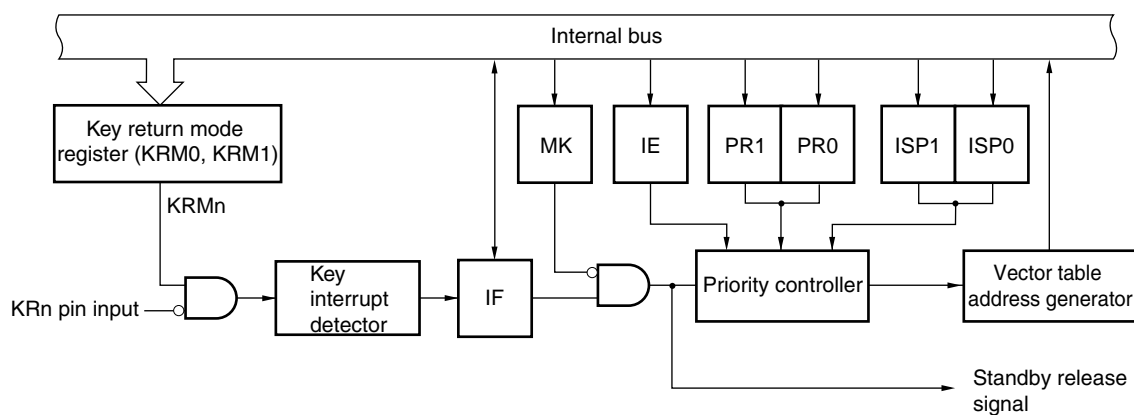 Internal bus
Key return mode
register (KRM0, KRM1)
MK
IE
PR1
PR0
ISP1
ISP0
KRMn
Key
interrupt
detector
IF
Priority controller
Vector table
address generator
KRn pin input
Standby release
signal